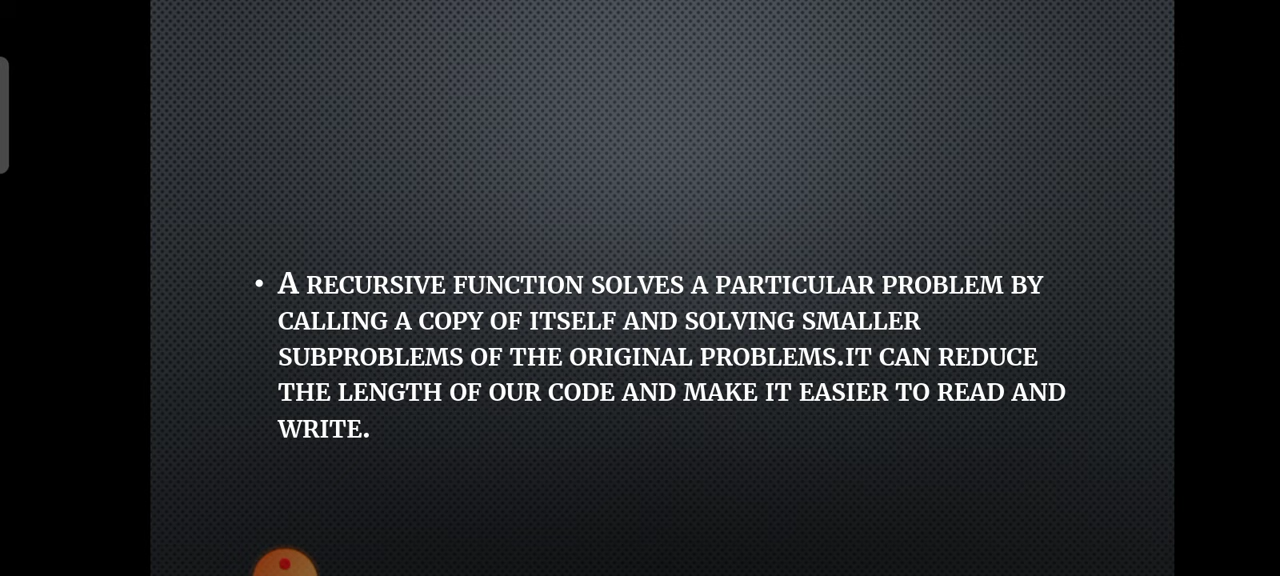 • A RECURSIVE FUNCTION SOLVES A PARTICULAR PROBLEM BY
CALLING A COPY OF ITSELF AND SOLVING SMALLER
SUBPROBLEMS OF THE ORIGINAL PROBLEMS.IT CAN REDUCE
THE LENGTH OF OUR CODE AND MAKE IT EASIER TO READ AND
WRITE.